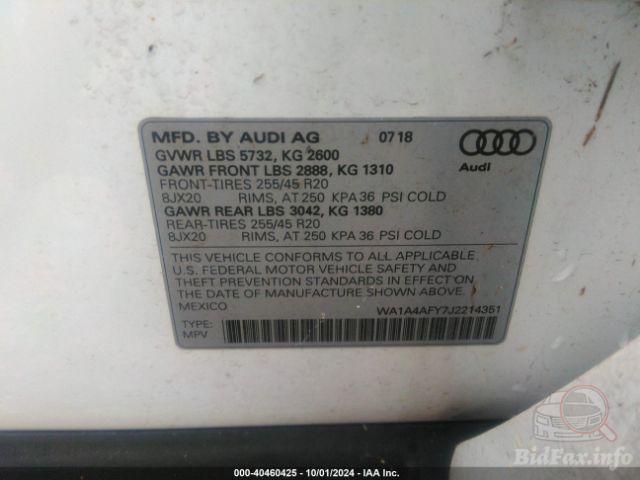 MFD. BY AUDI AG 07 18
GVWR LBS 5732, KG 2600
GAWR FRONT LBS 2888, KG 1310
FRONT-TIRES 255/45 R20
8JX20 RIMS, AT 250 KPA 36 PSI COLD
GAWR REAR LBS 3042, KG 1380
REAR-TIRES 255/45 R20
8JX20 RIMS, AT 250 KPA 36 PSI COLD
Audi
THIS VEHICLE CONFORMS TO ALL APPLICABLE
U.S. FEDERAL MOTOR VEHICLE SAFETY AND
THEFT PREVENTION STANDARDS IN EFFECT ON
THE DATE OF MANUFACTURE SHOWN ABOVE.
MEXICO WA1A4AFY7J2214351
TYPE:
MPV
BidFax.info
000-40460425 - 10/01/2024 - IAA Inc.